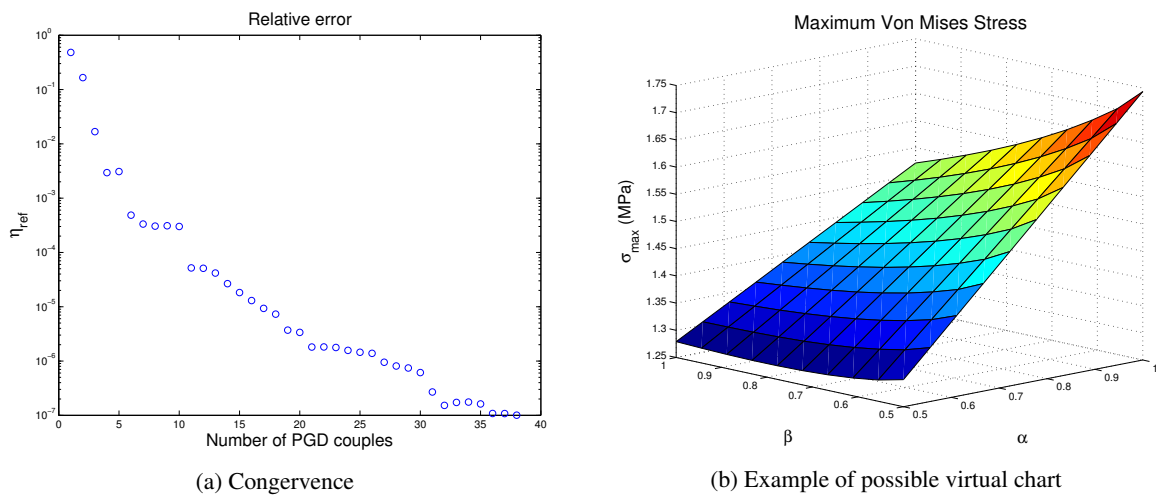 Relative error
10^0
10^-1
10^-2
10^-3
10^-4
10^-5
10^-6
10^-7
η_ref
0 5 10 15 20 25 30 35 40
Number of PGD couples
(a) Congervence
Maximum Von Mises Stress
1.75
1.7
1.65
1.6
1.55
1.5
1.45
1.4
1.35
1.3
1.25
σ_max (MPa)
1 0.9 0.8 0.7 0.6 0.5
β
0.5 0.6 0.7 0.8 0.9 1
α
(b) Example of possible virtual chart